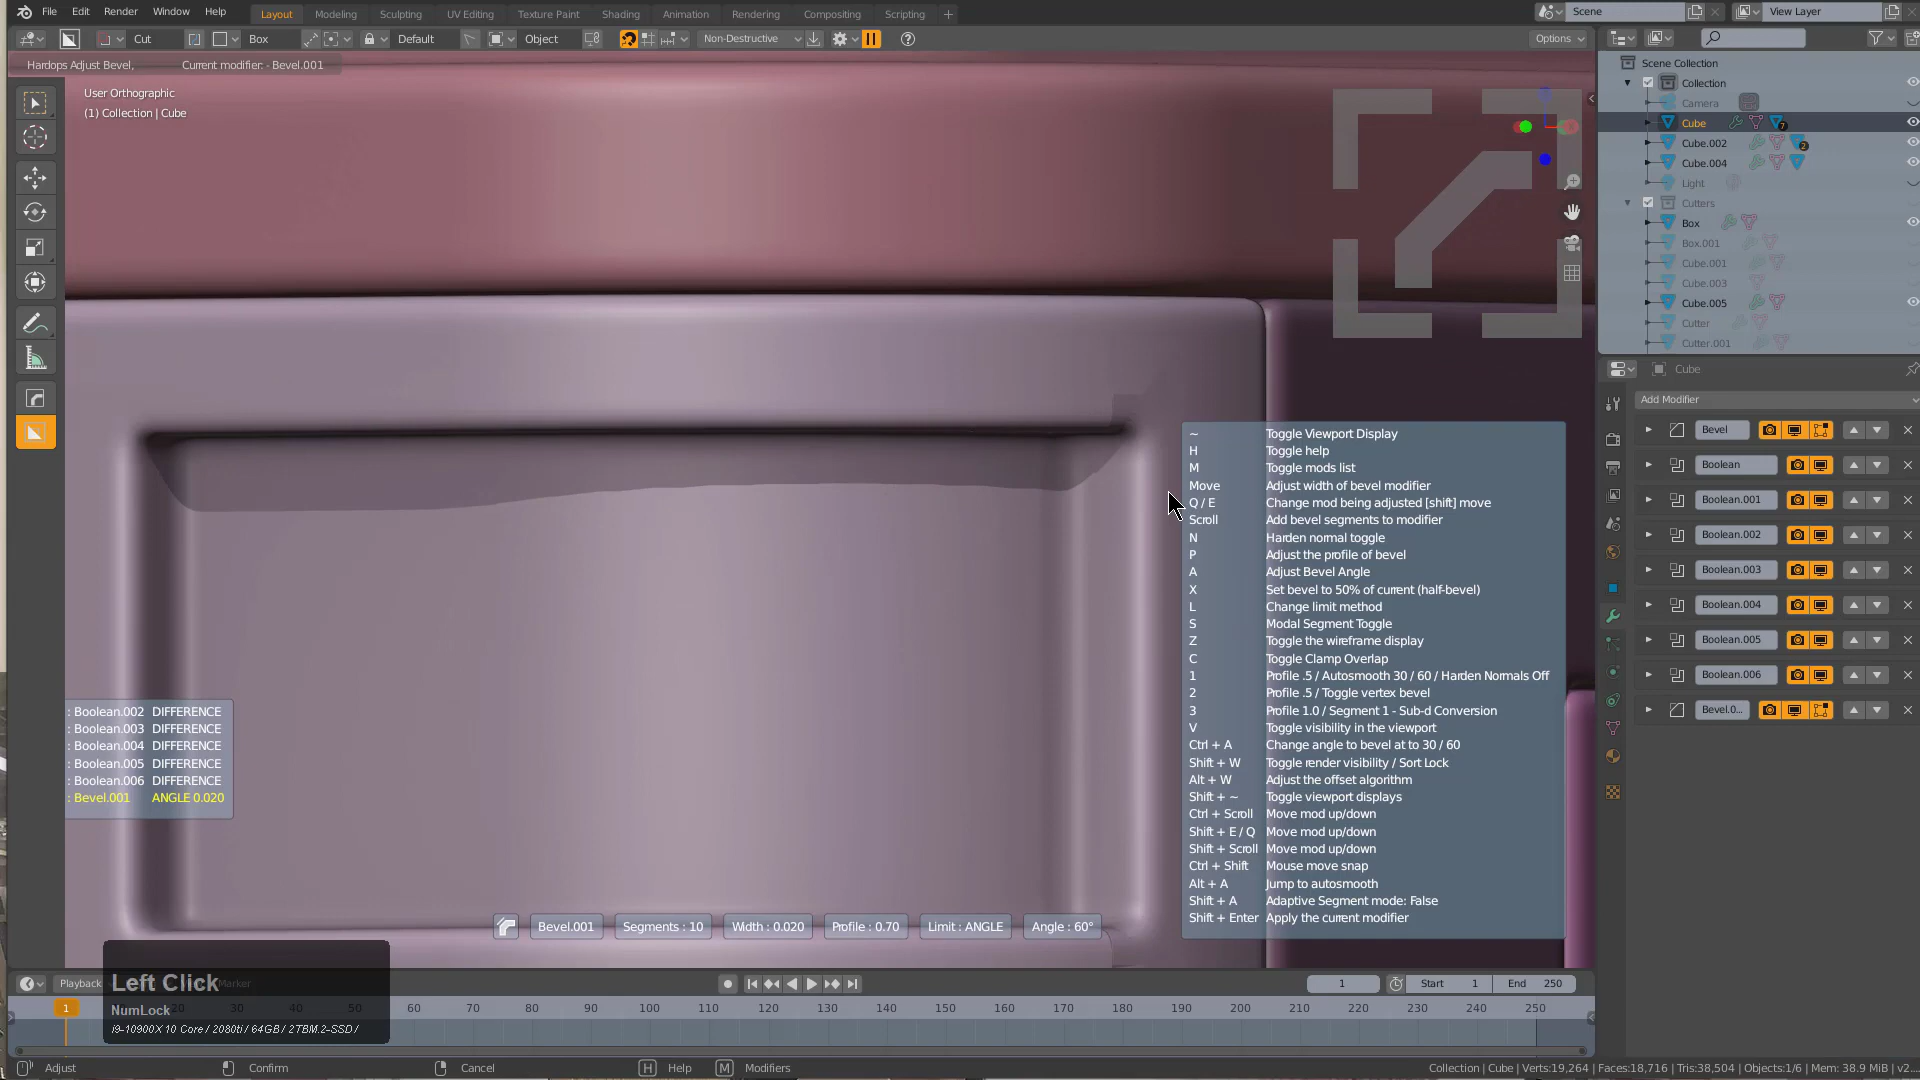 File Edit Render Window Help Layout Modeling Sculpting UV Editing Texture Paint Shading Animation Rendering Compositing Scripting + Scene View Layer
Cut Box Default Object Non-Destructive Options
Hardops Adjust Bevel, Current modifier: - Bevel.001
User Orthographic
(1) Collection | Cube
Scene Collection
Collection
Camera
Cube 7
Cube.002 2
Cube.004
Light
Cutters
Box
Box.001
Cube.001
Cube.003
Cube.005
Cutter
Cutter.001
Cube
Add Modifier
Bevel
Boolean
Boolean.001
Boolean.002
Boolean.003
Boolean.004
Boolean.005
Boolean.006
Bevel.0...
~ Toggle Viewport Display
H Toggle help
M Toggle mods list
Move Adjust width of bevel modifier
Q / E Change mod being adjusted [shift] move
Scroll Add bevel segments to modifier
N Harden normal toggle
P Adjust the profile of bevel
A Adjust Bevel Angle
X Set bevel to 50% of current (half-bevel)
L Change limit method
S Modal Segment Toggle
Z Toggle the wireframe display
C Toggle Clamp Overlap
1 Profile .5 / Autosmooth 30 / 60 / Harden Normals Off
2 Profile .5 / Toggle vertex bevel
3 Profile 1.0 / Segment 1 - Sub-d Conversion
V Toggle visibility in the viewport
Ctrl + A Change angle to bevel at to 30 / 60
Shift + W Toggle render visibility / Sort Lock
Alt + W Adjust the offset algorithm
Shift + ~ Toggle viewport displays
Ctrl + Scroll Move mod up/down
Shift + E / Q Move mod up/down
Shift + Scroll Move mod up/down
Ctrl + Shift Mouse move snap
Alt + A Jump to autosmooth
Shift + A Adaptive Segment mode: False
Shift + Enter Apply the current modifier
: Boolean.002 DIFFERENCE
: Boolean.003 DIFFERENCE
: Boolean.004 DIFFERENCE
: Boolean.005 DIFFERENCE
: Boolean.006 DIFFERENCE
: Bevel.001 ANGLE 0.020
Bevel.001 Segments : 10 Width : 0.020 Profile : 0.70 Limit : ANGLE Angle : 60°
Playback Marker 1 Start 1 End 250
Left Click
NumLock
i9-10900X 10 Core / 2080ti / 64GB / 2TBM.2-SSD /
1 20 30 40 50 60 70 80 90 100 110 120 130 140 150 160 170 180 190 200 210 220 230 240 250
Adjust Confirm Cancel H Help M Modifiers Collection | Cube | Verts:19,264 | Faces:18,716 | Tris:38,504 | Objects:1/6 | Mem: 38.9 MiB | v2....